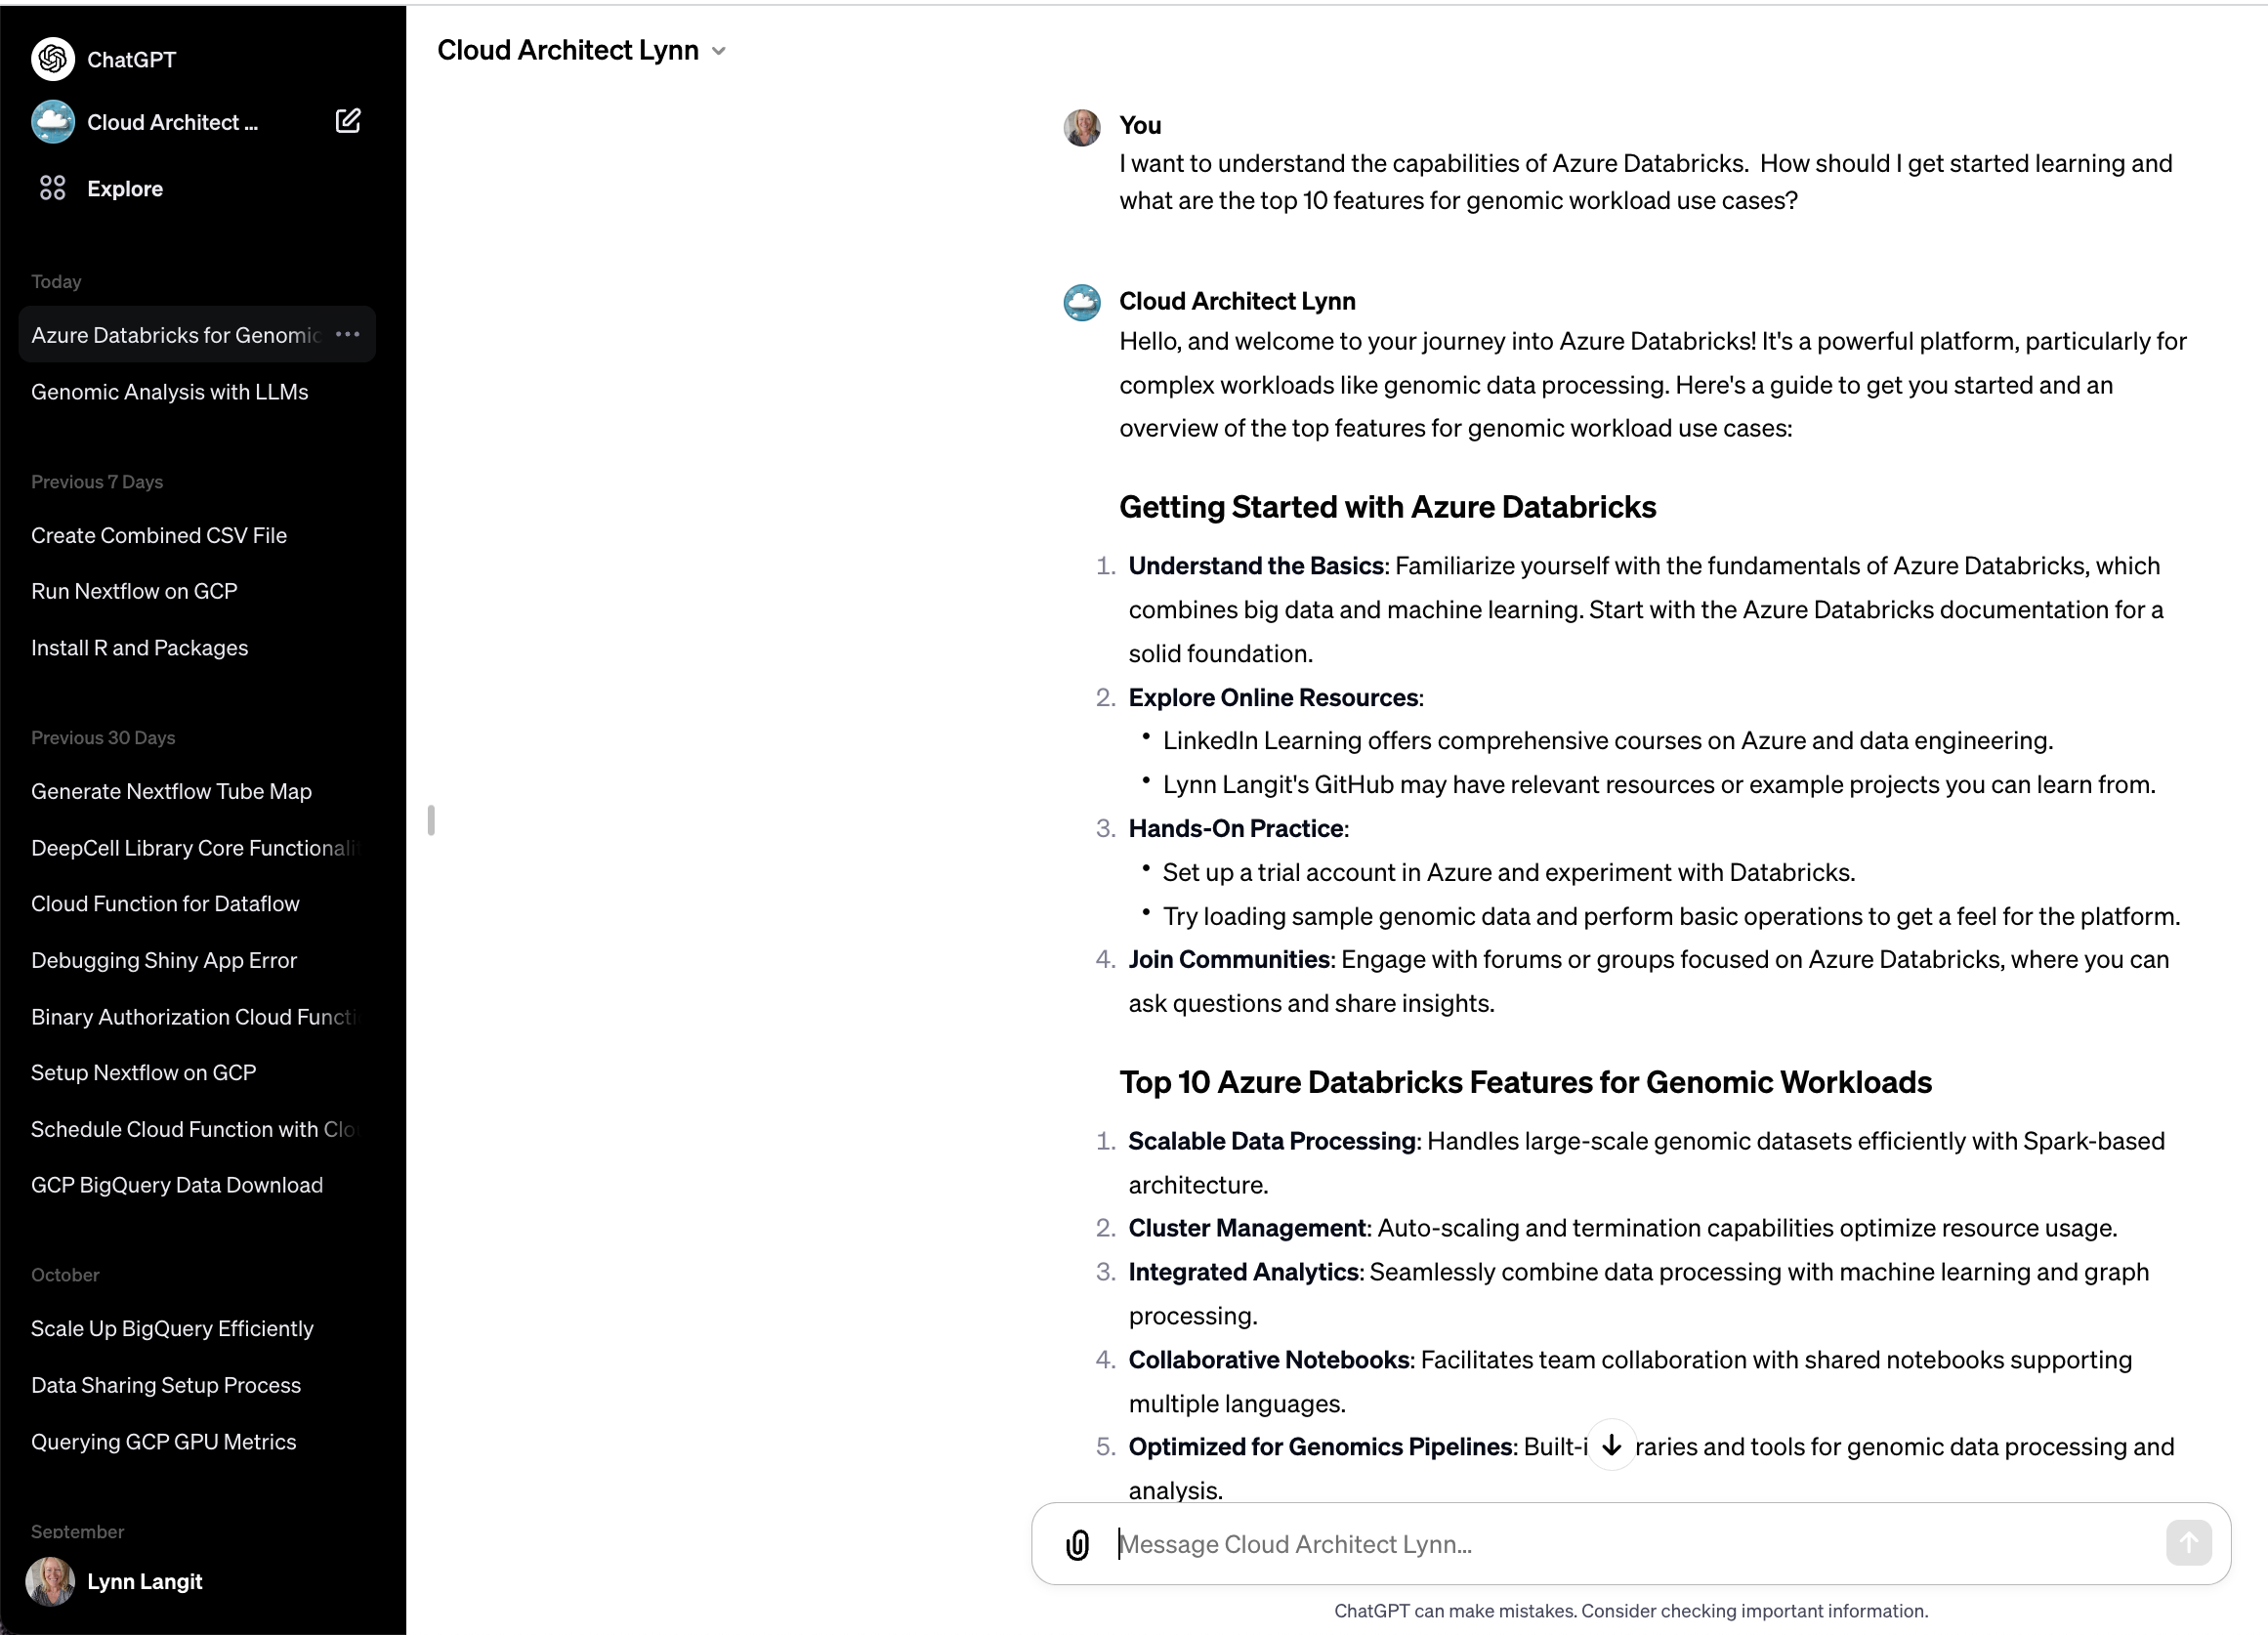 ChatGPT
Cloud Architect ...
Explore
Today
Azure Databricks for Genomic
Genomic Analysis with LLMs
Previous 7 Days
Create Combined CSV File
Run Nextflow on GCP
Install R and Packages
Previous 30 Days
Generate Nextflow Tube Map
DeepCell Library Core Functionali
Cloud Function for Dataflow
Debugging Shiny App Error
Binary Authorization Cloud Functi
Setup Nextflow on GCP
Schedule Cloud Function with Clo
GCP BigQuery Data Download
October
Scale Up BigQuery Efficiently
Data Sharing Setup Process
Querying GCP GPU Metrics
September
Lynn Langit
Cloud Architect Lynn
You
I want to understand the capabilities of Azure Databricks.  How should I get started learning and
what are the top 10 features for genomic workload use cases?
Cloud Architect Lynn
Hello, and welcome to your journey into Azure Databricks! It's a powerful platform, particularly for
complex workloads like genomic data processing. Here's a guide to get you started and an
overview of the top features for genomic workload use cases:
Getting Started with Azure Databricks
1. Understand the Basics: Familiarize yourself with the fundamentals of Azure Databricks, which
combines big data and machine learning. Start with the Azure Databricks documentation for a
solid foundation.
2. Explore Online Resources:
• LinkedIn Learning offers comprehensive courses on Azure and data engineering.
• Lynn Langit's GitHub may have relevant resources or example projects you can learn from.
3. Hands-On Practice:
• Set up a trial account in Azure and experiment with Databricks.
• Try loading sample genomic data and perform basic operations to get a feel for the platform.
4. Join Communities: Engage with forums or groups focused on Azure Databricks, where you can
ask questions and share insights.
Top 10 Azure Databricks Features for Genomic Workloads
1. Scalable Data Processing: Handles large-scale genomic datasets efficiently with Spark-based
architecture.
2. Cluster Management: Auto-scaling and termination capabilities optimize resource usage.
3. Integrated Analytics: Seamlessly combine data processing with machine learning and graph
processing.
4. Collaborative Notebooks: Facilitates team collaboration with shared notebooks supporting
multiple languages.
5. Optimized for Genomics Pipelines: Built-i raries and tools for genomic data processing and
analysis.
Message Cloud Architect Lynn...
ChatGPT can make mistakes. Consider checking important information.